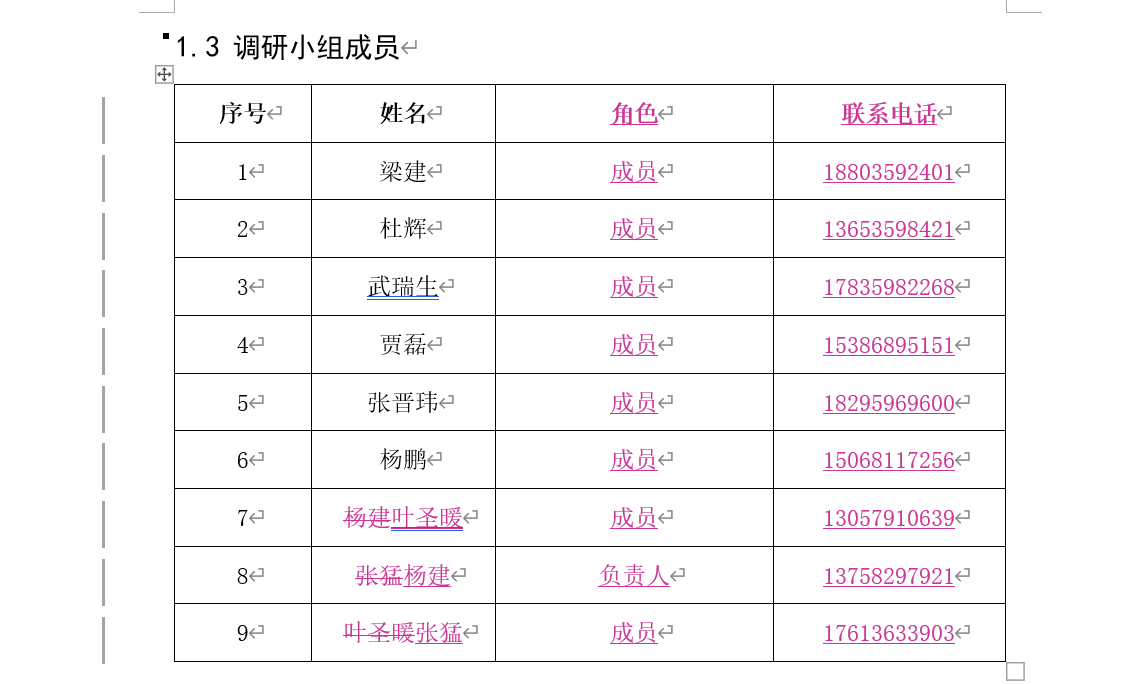 1.3 调研小组成员
序号 姓名 角色 联系电话
1 梁建 成员 18803592401
2 杜辉 成员 13653598421
3 武瑞生 成员 17835982268
4 贾磊 成员 15386895151
5 张晋玮 成员 18295969600
6 杨鹏 成员 15068117256
7 杨建叶圣暖 成员 13057910639
8 张猛杨建 负责人 13758297921
9 叶圣暖张猛 成员 17613633903